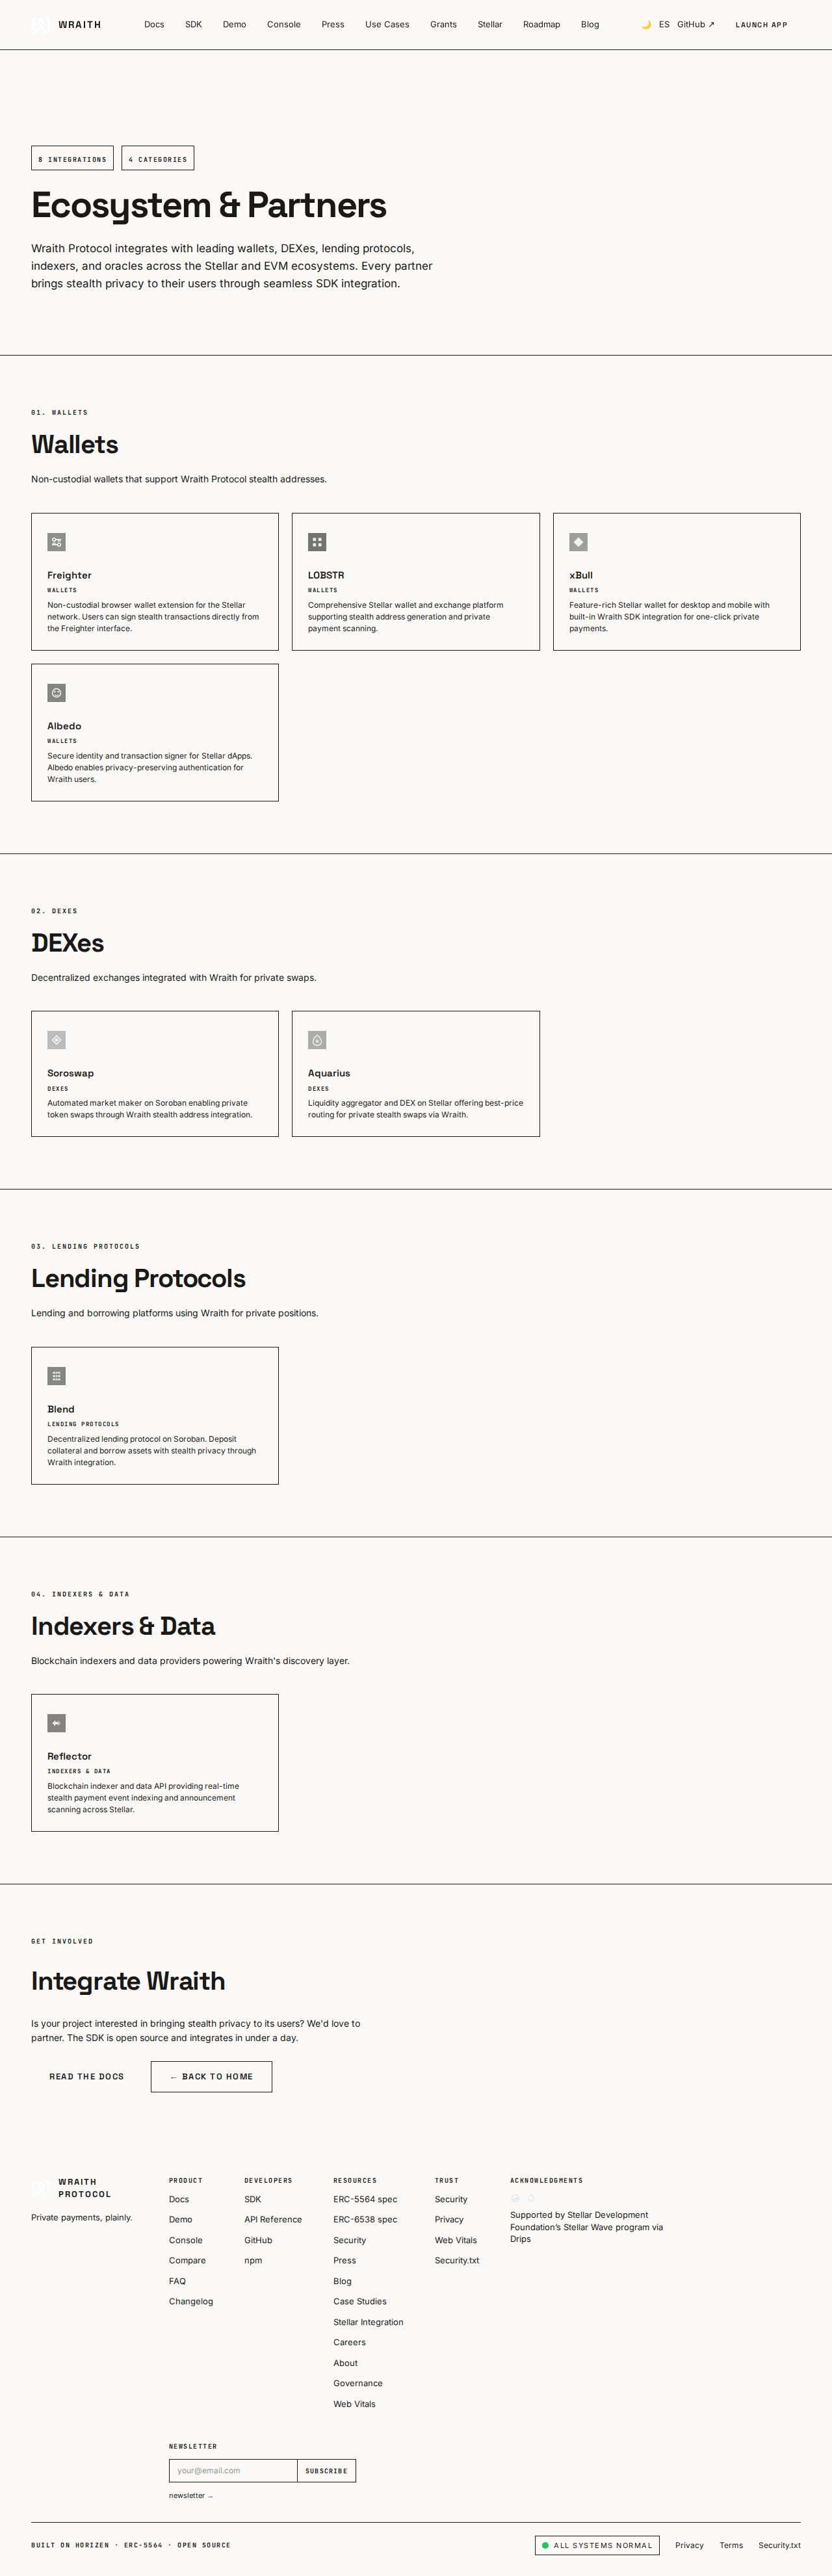 WRAITH
Docs SDK Demo Console Press Use Cases Grants Stellar Roadmap Blog
ES GitHub ↗ LAUNCH APP
8 INTEGRATIONS
4 CATEGORIES
Ecosystem & Partners
Wraith Protocol integrates with leading wallets, DEXes, lending protocols,
indexers, and oracles across the Stellar and EVM ecosystems. Every partner
brings stealth privacy to their users through seamless SDK integration.
01. WALLETS
Wallets
Non-custodial wallets that support Wraith Protocol stealth addresses.
Freighter
WALLETS
Non-custodial browser wallet extension for the Stellar
network. Users can sign stealth transactions directly from
the Freighter interface.
LOBSTR
WALLETS
Comprehensive Stellar wallet and exchange platform
supporting stealth address generation and private
payment scanning.
xBull
WALLETS
Feature-rich Stellar wallet for desktop and mobile with
built-in Wraith SDK integration for one-click private
payments.
Albedo
WALLETS
Secure identity and transaction signer for Stellar dApps.
Albedo enables privacy-preserving authentication for
Wraith users.
02. DEXES
DEXes
Decentralized exchanges integrated with Wraith for private swaps.
Soroswap
DEXES
Automated market maker on Soroban enabling private
token swaps through Wraith stealth address integration.
Aquarius
DEXES
Liquidity aggregator and DEX on Stellar offering best-price
routing for private stealth swaps via Wraith.
03. LENDING PROTOCOLS
Lending Protocols
Lending and borrowing platforms using Wraith for private positions.
Blend
LENDING PROTOCOLS
Decentralized lending protocol on Soroban. Deposit
collateral and borrow assets with stealth privacy through
Wraith integration.
04. INDEXERS & DATA
Indexers & Data
Blockchain indexers and data providers powering Wraith's discovery layer.
Reflector
INDEXERS & DATA
Blockchain indexer and data API providing real-time
stealth payment event indexing and announcement
scanning across Stellar.
GET INVOLVED
Integrate Wraith
Is your project interested in bringing stealth privacy to its users? We'd love to
partner. The SDK is open source and integrates in under a day.
READ THE DOCS
← BACK TO HOME
WRAITH
PROTOCOL
Private payments, plainly.
PRODUCT
Docs
Demo
Console
Compare
FAQ
Changelog
DEVELOPERS
SDK
API Reference
GitHub
npm
RESOURCES
ERC-5564 spec
ERC-6538 spec
Security
Press
Blog
Case Studies
Stellar Integration
Careers
About
Governance
Web Vitals
TRUST
Security
Privacy
Web Vitals
Security.txt
ACKNOWLEDGMENTS
Supported by Stellar Development
Foundation's Stellar Wave program via
Drips
NEWSLETTER
your@email.com
SUBSCRIBE
newsletter →
BUILT ON HORIZEN · ERC-5564 · OPEN SOURCE
ALL SYSTEMS NORMAL
Privacy Terms Security.txt